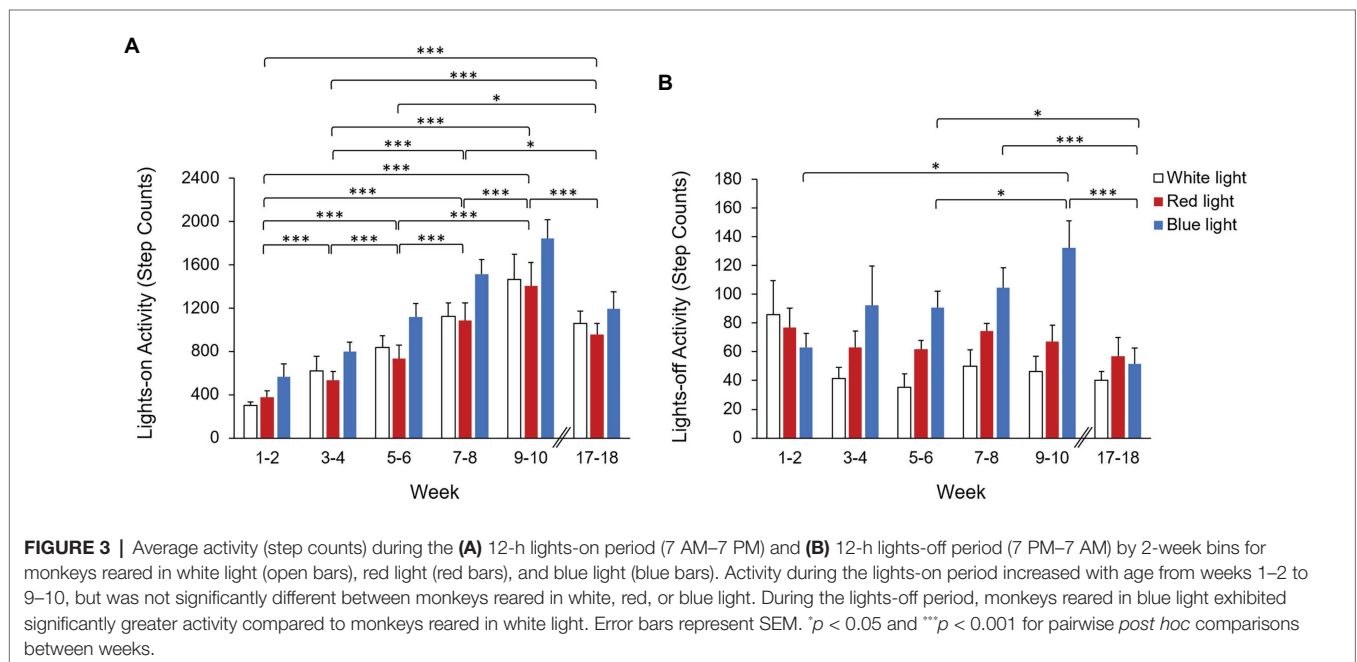 A
***
***
*
***
*** *
***
*** *** ***
*** ***
*** *** ***
Lights-on Activity (Step Counts)
2400
2000
1600
1200
800
400
0
1-2 3-4 5-6 7-8 9-10 17-18
Week
B
*
***
*
* ***
Lights-off Activity (Step Counts)
180
160
140
120
100
80
60
40
20
0
1-2 3-4 5-6 7-8 9-10 17-18
Week
White light
Red light
Blue light
FIGURE 3 | Average activity (step counts) during the (A) 12-h lights-on period (7 AM–7 PM) and (B) 12-h lights-off period (7 PM–7 AM) by 2-week bins for
monkeys reared in white light (open bars), red light (red bars), and blue light (blue bars). Activity during the lights-on period increased with age from weeks 1–2 to
9–10, but was not significantly different between monkeys reared in white, red, or blue light. During the lights-off period, monkeys reared in blue light exhibited
significantly greater activity compared to monkeys reared in white light. Error bars represent SEM. *p < 0.05 and ***p < 0.001 for pairwise post hoc comparisons
between weeks.